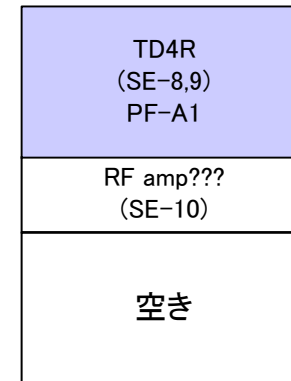 TD4R
(SE-8,9)
PF-A1
RF amp???
(SE-10)
空き